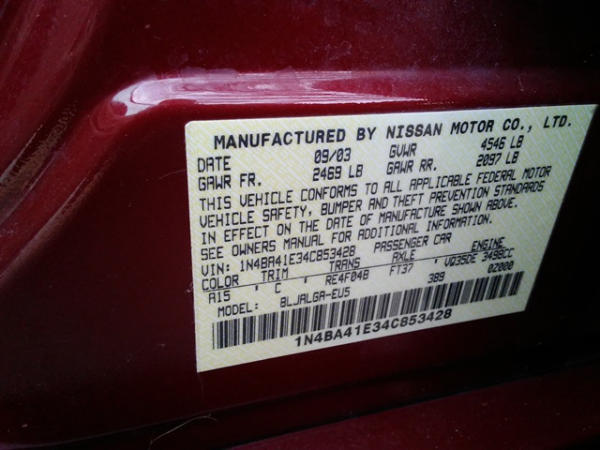 MANUFACTURED BY NISSAN MOTOR CO., LTD.
DATE 09/03 GVWR 4546 LB
GAWR FR. 2469 LB GAWR RR. 2097 LB
THIS VEHICLE CONFORMS TO ALL APPLICABLE FEDERAL MOTOR
VEHICLE SAFETY, BUMPER AND THEFT PREVENTION STANDARDS
IN EFFECT ON THE DATE OF MANUFACTURE SHOWN ABOVE.
SEE OWNERS MANUAL FOR ADDITIONAL INFORMATION.
VIN: 1N4BA41E34C853428 PASSENGER CAR
COLOR TRIM TRANS AXLE ENGINE
A15 ' C ' RE4F04B FT37 ' VQ35DE 3498CC
MODEL: BLJALGA-EU5 389 02000
1N4BA41E34C853428